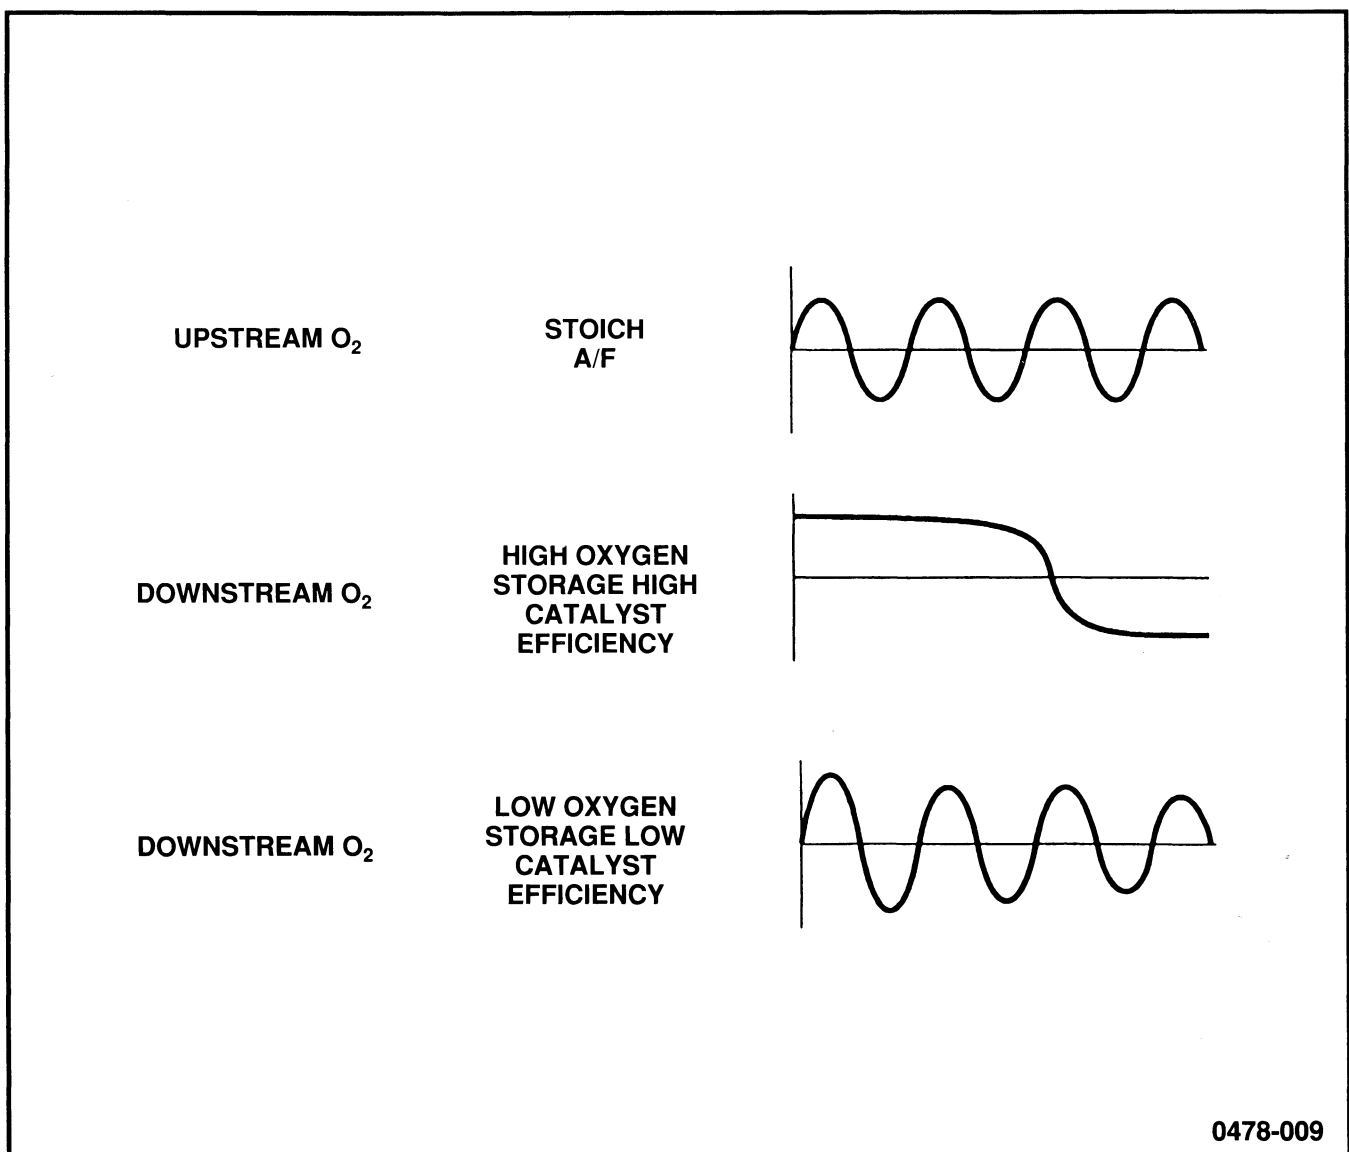 UPSTREAM O₂
STOICH
A/F
DOWNSTREAM O₂
HIGH OXYGEN
STORAGE HIGH
CATALYST
EFFICIENCY
DOWNSTREAM O₂
LOW OXYGEN
STORAGE LOW
CATALYST
EFFICIENCY
0478-009